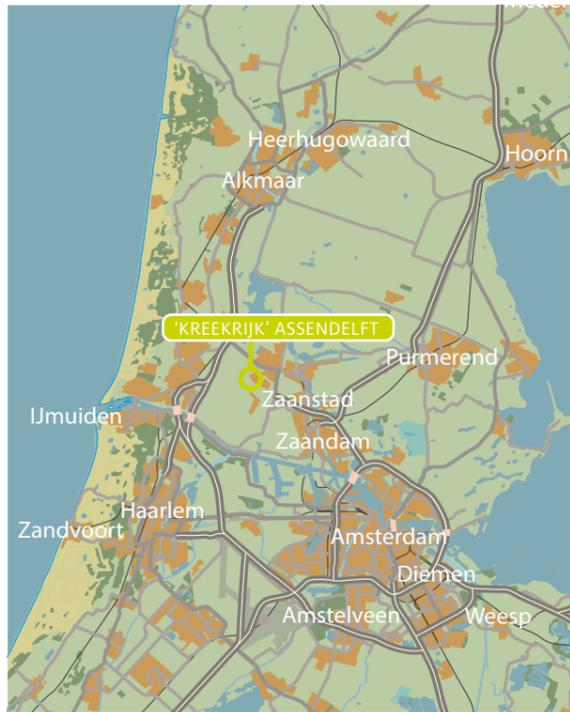 Heerhugowaard
Hoorn
Alkmaar
'KREEKRIJK' ASSENDELFT
Purmerend
Zaanstad
IJmuiden
Zaandam
Haarlem
Zandvoort
Amsterdam
Diemen
Amstelveen
Weesp